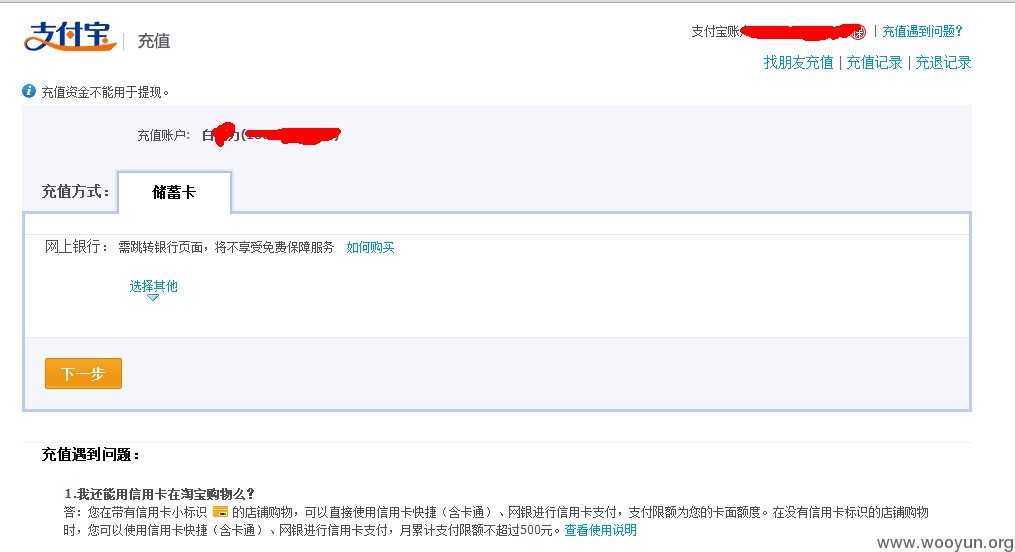 支付宝 充值
支付宝账 保 | 充值遇到问题?
找朋友充值 | 充值记录 | 充退记录
充值资金不能用于提现。
充值账户: 白 力(
充值方式: 储蓄卡
网上银行: 需跳转银行页面,将不享受免费保障服务 如何购买
选择其他
下一步
充值遇到问题:
1.我还能用信用卡在淘宝购物么?
答: 您在带有信用卡小标识 的店铺购物,可以直接使用信用卡快捷(含卡通)、网银进行信用卡支付,支付限额为您的卡面额度。在没有信用卡标识的店铺购物
时,您可以使用信用卡快捷(含卡通)、网银进行信用卡支付,月累计支付限额不超过500元。查看使用说明
www.wooyun.org